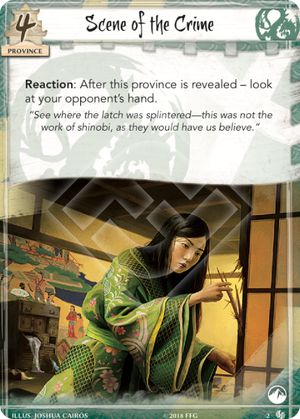 4
Scene of the Crime
PROVINCE
Reaction: After this province is revealed – look
at your opponent's hand.
"See where the latch was splintered—this was not the
work of shinobi, as they would have us believe."
ILLUS. JOSHUA CAIRÓS
© 2018 FFG
2